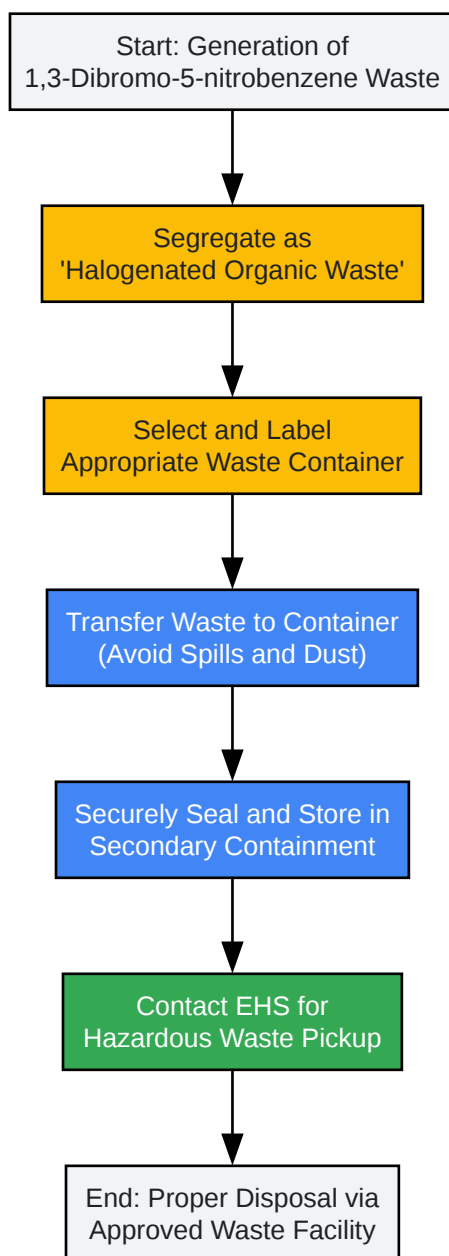 Start: Generation of
1,3-Dibromo-5-nitrobenzene Waste
Segregate as
'Halogenated Organic Waste'
Select and Label
Appropriate Waste Container
Transfer Waste to Container
(Avoid Spills and Dust)
Securely Seal and Store in
Secondary Containment
Contact EHS for
Hazardous Waste Pickup
End: Proper Disposal via
Approved Waste Facility